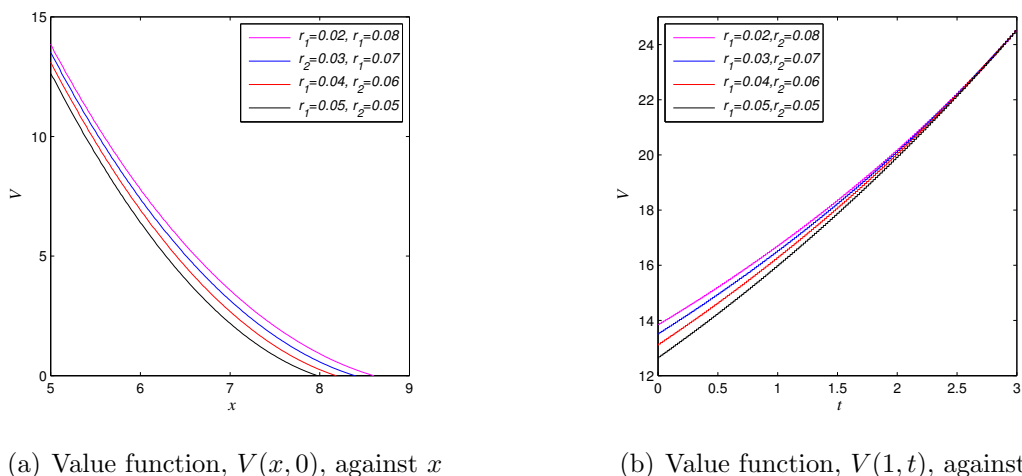 15
10
5
0
5
6
7
8
9
V
x
r1=0.02, r1=0.08
r2=0.03, r1=0.07
r1=0.04, r2=0.06
r1=0.05, r2=0.05
(a) Value function, V(x, 0), against x
24
22
20
18
16
14
12
0
0.5
1
1.5
2
2.5
3
V
t
r1=0.02,r2=0.08
r1=0.03,r2=0.07
r1=0.04,r2=0.06
r1=0.05,r2=0.05
(b) Value function, V(1, t), against